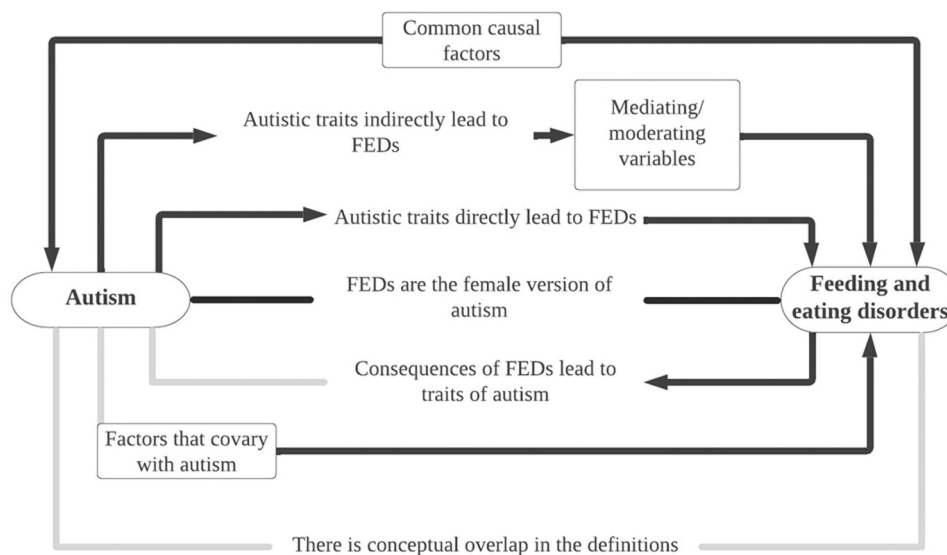 Common causal
factors
Autistic traits indirectly lead to
FEDs
Mediating/
moderating
variables
Autistic traits directly lead to FEDs
Autism
FEDs are the female version of
autism
Feeding and
eating disorders
Consequences of FEDs lead to
traits of autism
Factors that covary
with autism
There is conceptual overlap in the definitions